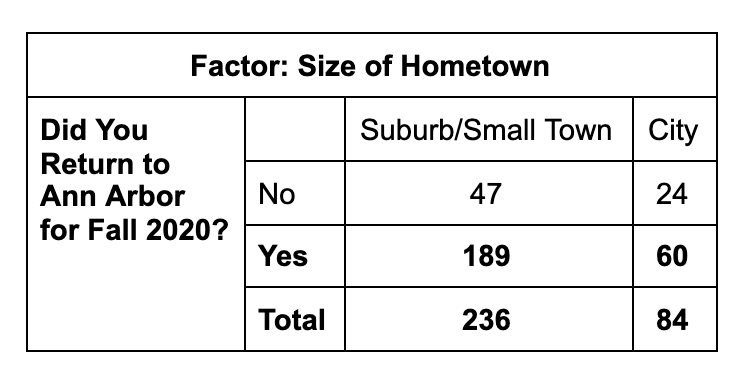 Factor: Size of Hometown
Did You
Return to
Ann Arbor
for Fall 2020?
Suburb/Small Town City
No 47 24
Yes 189 60
Total 236 84